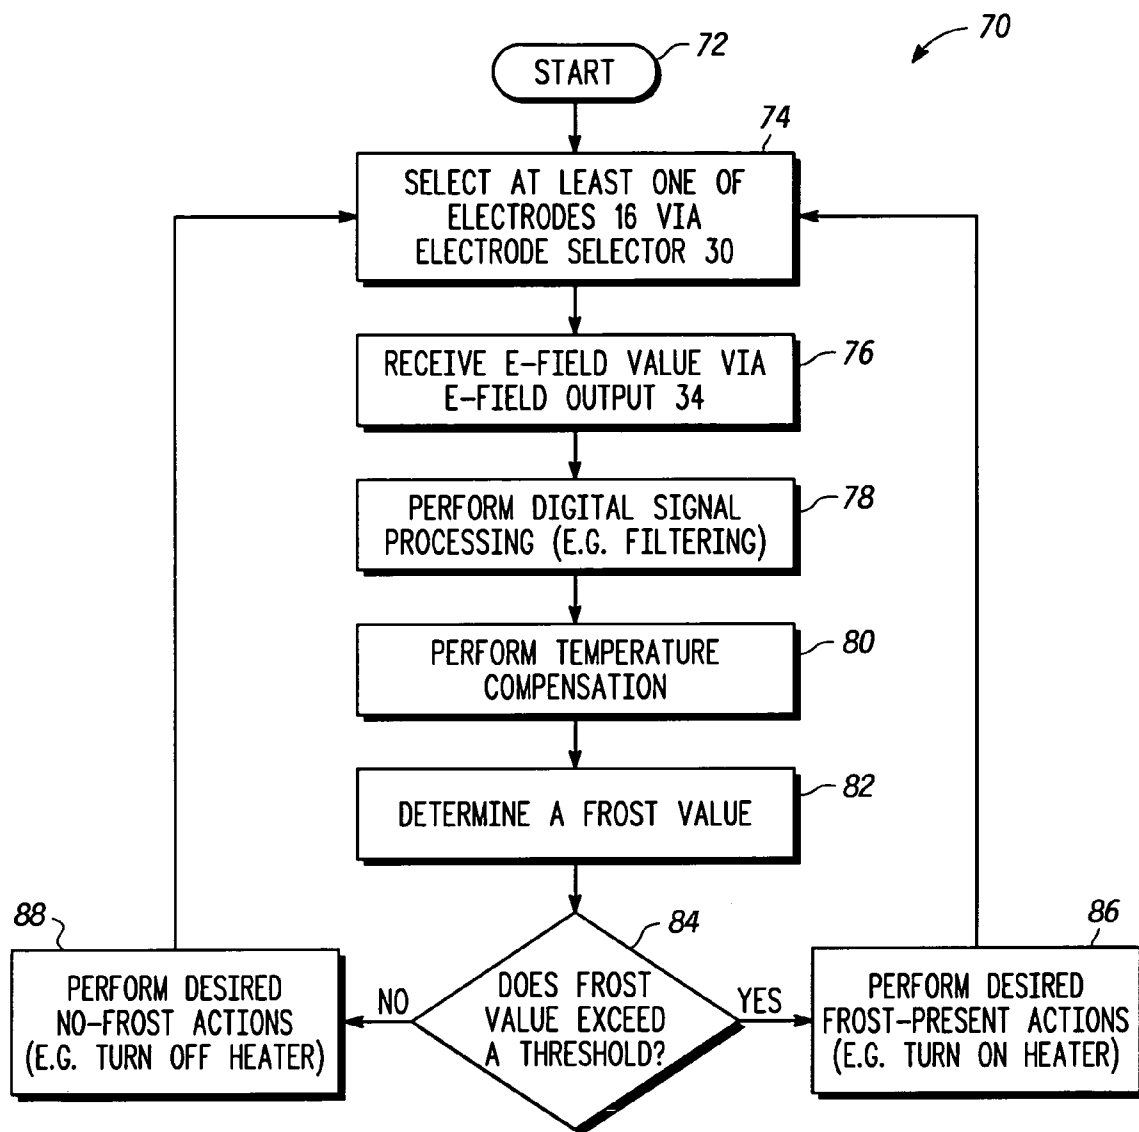 70
72
START
74
SELECT AT LEAST ONE OF
ELECTRODES 16 VIA
ELECTRODE SELECTOR 30
76
RECEIVE E-FIELD VALUE VIA
E-FIELD OUTPUT 34
78
PERFORM DIGITAL SIGNAL
PROCESSING (E.G. FILTERING)
80
PERFORM TEMPERATURE
COMPENSATION
82
DETERMINE A FROST VALUE
84
DOES FROST
VALUE EXCEED
A THRESHOLD?
NO
YES
88
PERFORM DESIRED
NO-FROST ACTIONS
(E.G. TURN OFF HEATER)
86
PERFORM DESIRED
FROST-PRESENT ACTIONS
(E.G. TURN ON HEATER)